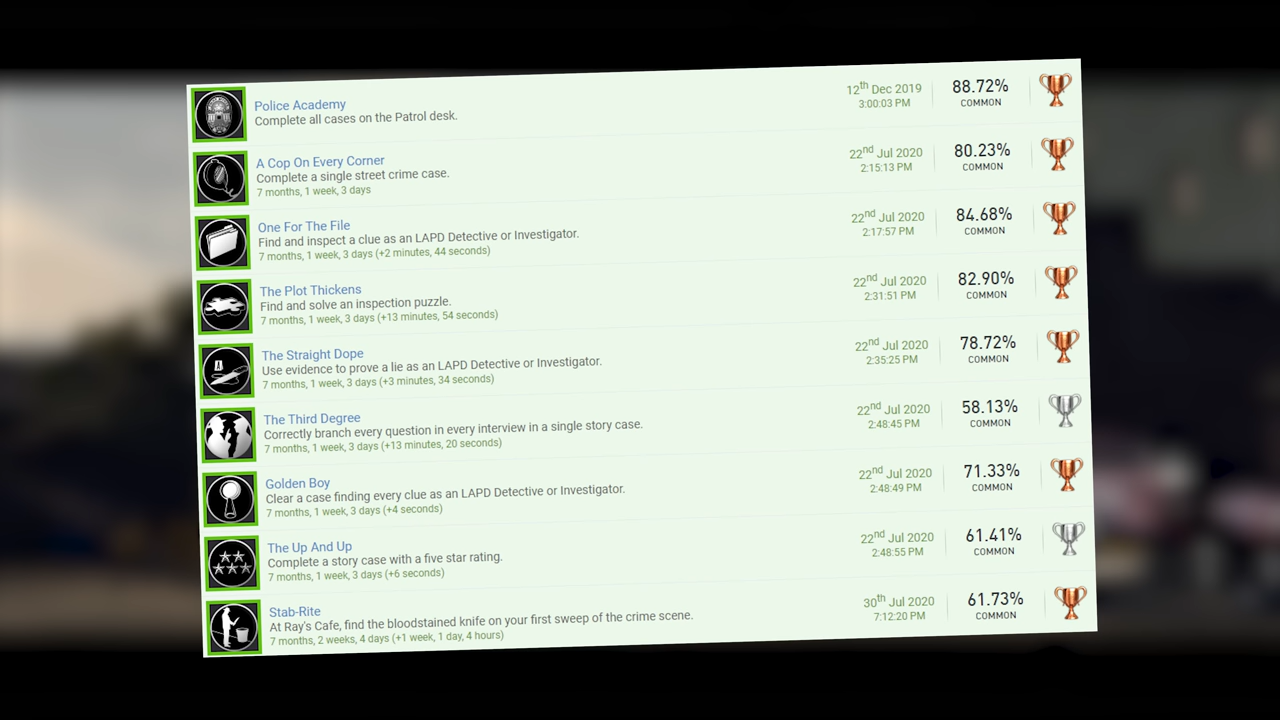 Police Academy
Complete all cases on the Patrol desk.
12th Dec 2019
3:00:03 PM
88.72%
COMMON
A Cop On Every Corner
Complete a single street crime case.
7 months, 1 week, 3 days
22nd Jul 2020
2:15:13 PM
80.23%
COMMON
One For The File
Find and inspect a clue as an LAPD Detective or Investigator.
7 months, 1 week, 3 days (+2 minutes, 44 seconds)
22nd Jul 2020
2:17:57 PM
84.68%
COMMON
The Plot Thickens
Find and solve an inspection puzzle.
7 months, 1 week, 3 days (+13 minutes, 54 seconds)
22nd Jul 2020
2:31:51 PM
82.90%
COMMON
The Straight Dope
Use evidence to prove a lie as an LAPD Detective or Investigator.
7 months, 1 week, 3 days (+3 minutes, 34 seconds)
22nd Jul 2020
2:35:25 PM
78.72%
COMMON
The Third Degree
Correctly branch every question in every interview in a single story case.
7 months, 1 week, 3 days (+13 minutes, 20 seconds)
22nd Jul 2020
2:48:45 PM
58.13%
COMMON
Golden Boy
Clear a case finding every clue as an LAPD Detective or Investigator.
7 months, 1 week, 3 days (+4 seconds)
22nd Jul 2020
2:48:49 PM
71.33%
COMMON
The Up And Up
Complete a story case with a five star rating.
7 months, 1 week, 3 days (+6 seconds)
22nd Jul 2020
2:48:55 PM
61.41%
COMMON
Stab-Rite
At Ray's Cafe, find the bloodstained knife on your first sweep of the crime scene.
7 months, 2 weeks, 4 days (+1 week, 1 day, 4 hours)
30th Jul 2020
7:12:20 PM
61.73%
COMMON